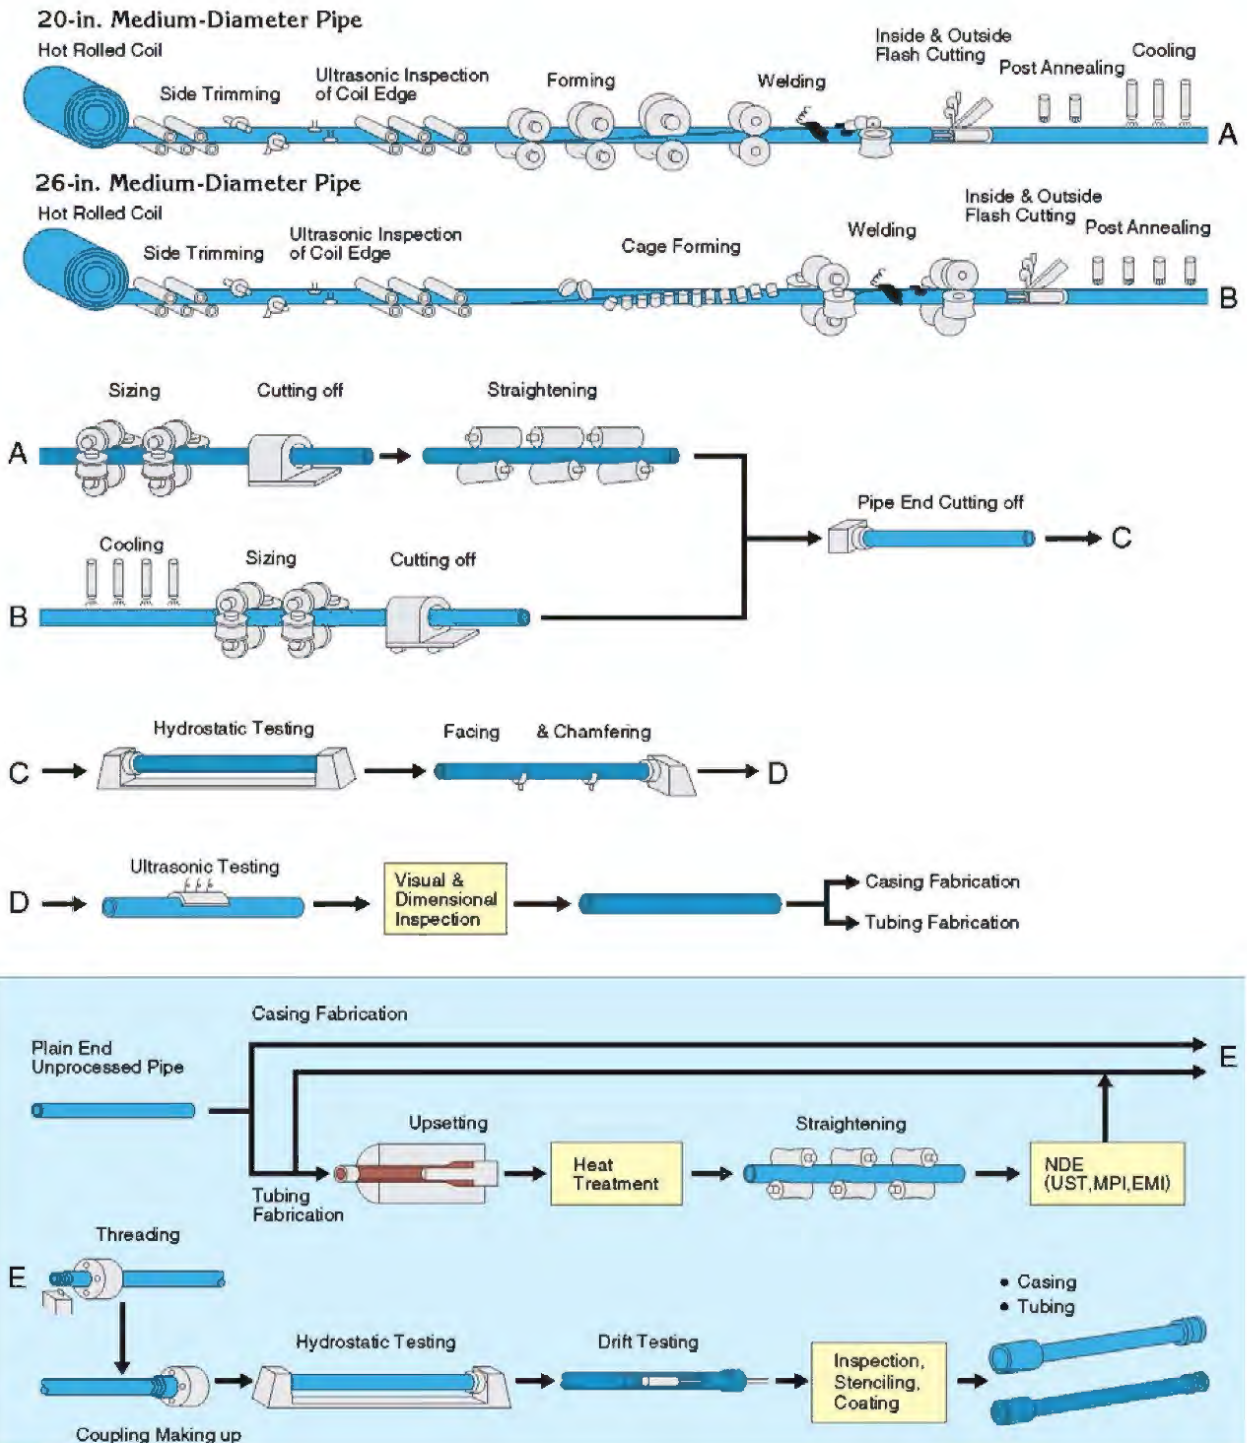 20-in. Medium-Diameter Pipe
Hot Rolled Coil
Side Trimming
Ultrasonic Inspection
of Coil Edge
Forming
Welding
Inside & Outside
Flash Cutting
Post Annealing
Cooling
A
26-in. Medium-Diameter Pipe
Hot Rolled Coil
Side Trimming
Ultrasonic Inspection
of Coil Edge
Cage Forming
Welding
Inside & Outside
Flash Cutting
Post Annealing
B
Sizing
Cutting off
Straightening
A
Pipe End Cutting off
C
Cooling
Sizing
Cutting off
B
Hydrostatic Testing
Facing & Chamfering
C
D
Ultrasonic Testing
D
Visual &
Dimensional
Inspection
Casing Fabrication
Tubing Fabrication
Casing Fabrication
Plain End
Unprocessed Pipe
E
Upsetting
Straightening
Heat
Treatment
NDE
(UST,MPI,EMI)
Tubing
Fabrication
Threading
E
• Casing
• Tubing
Hydrostatic Testing
Drift Testing
Inspection,
Stenciling,
Coating
Coupling Making up